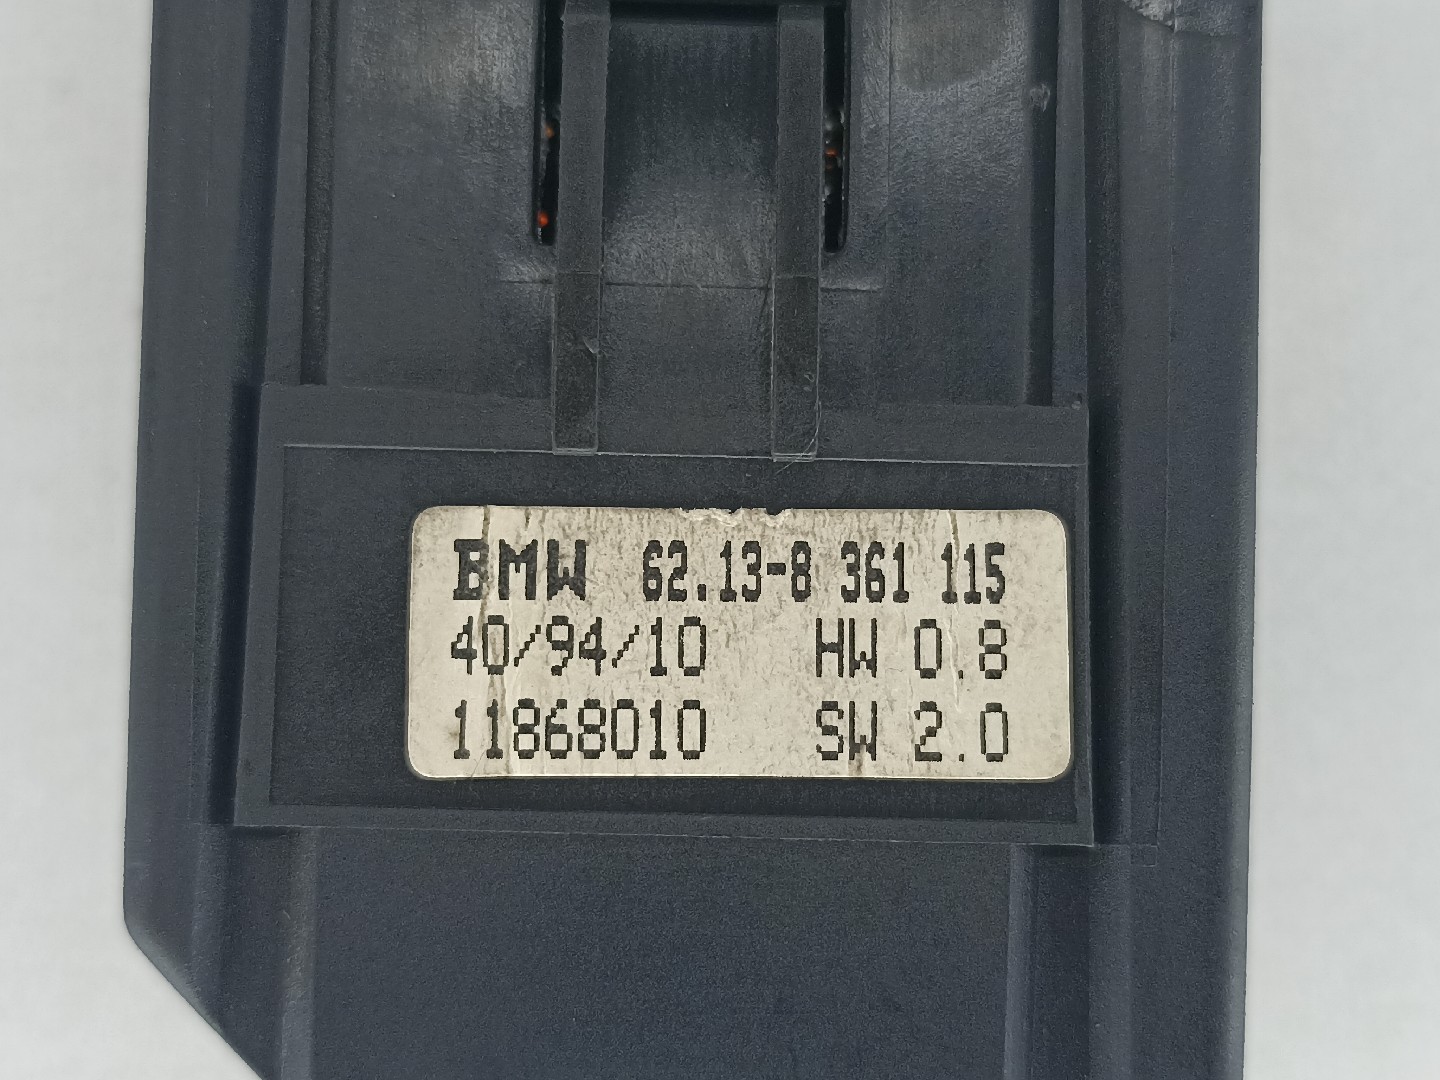 BMW 62.13-8 361 115
40/94/10 HW 0.8
11868010 SW 2.0